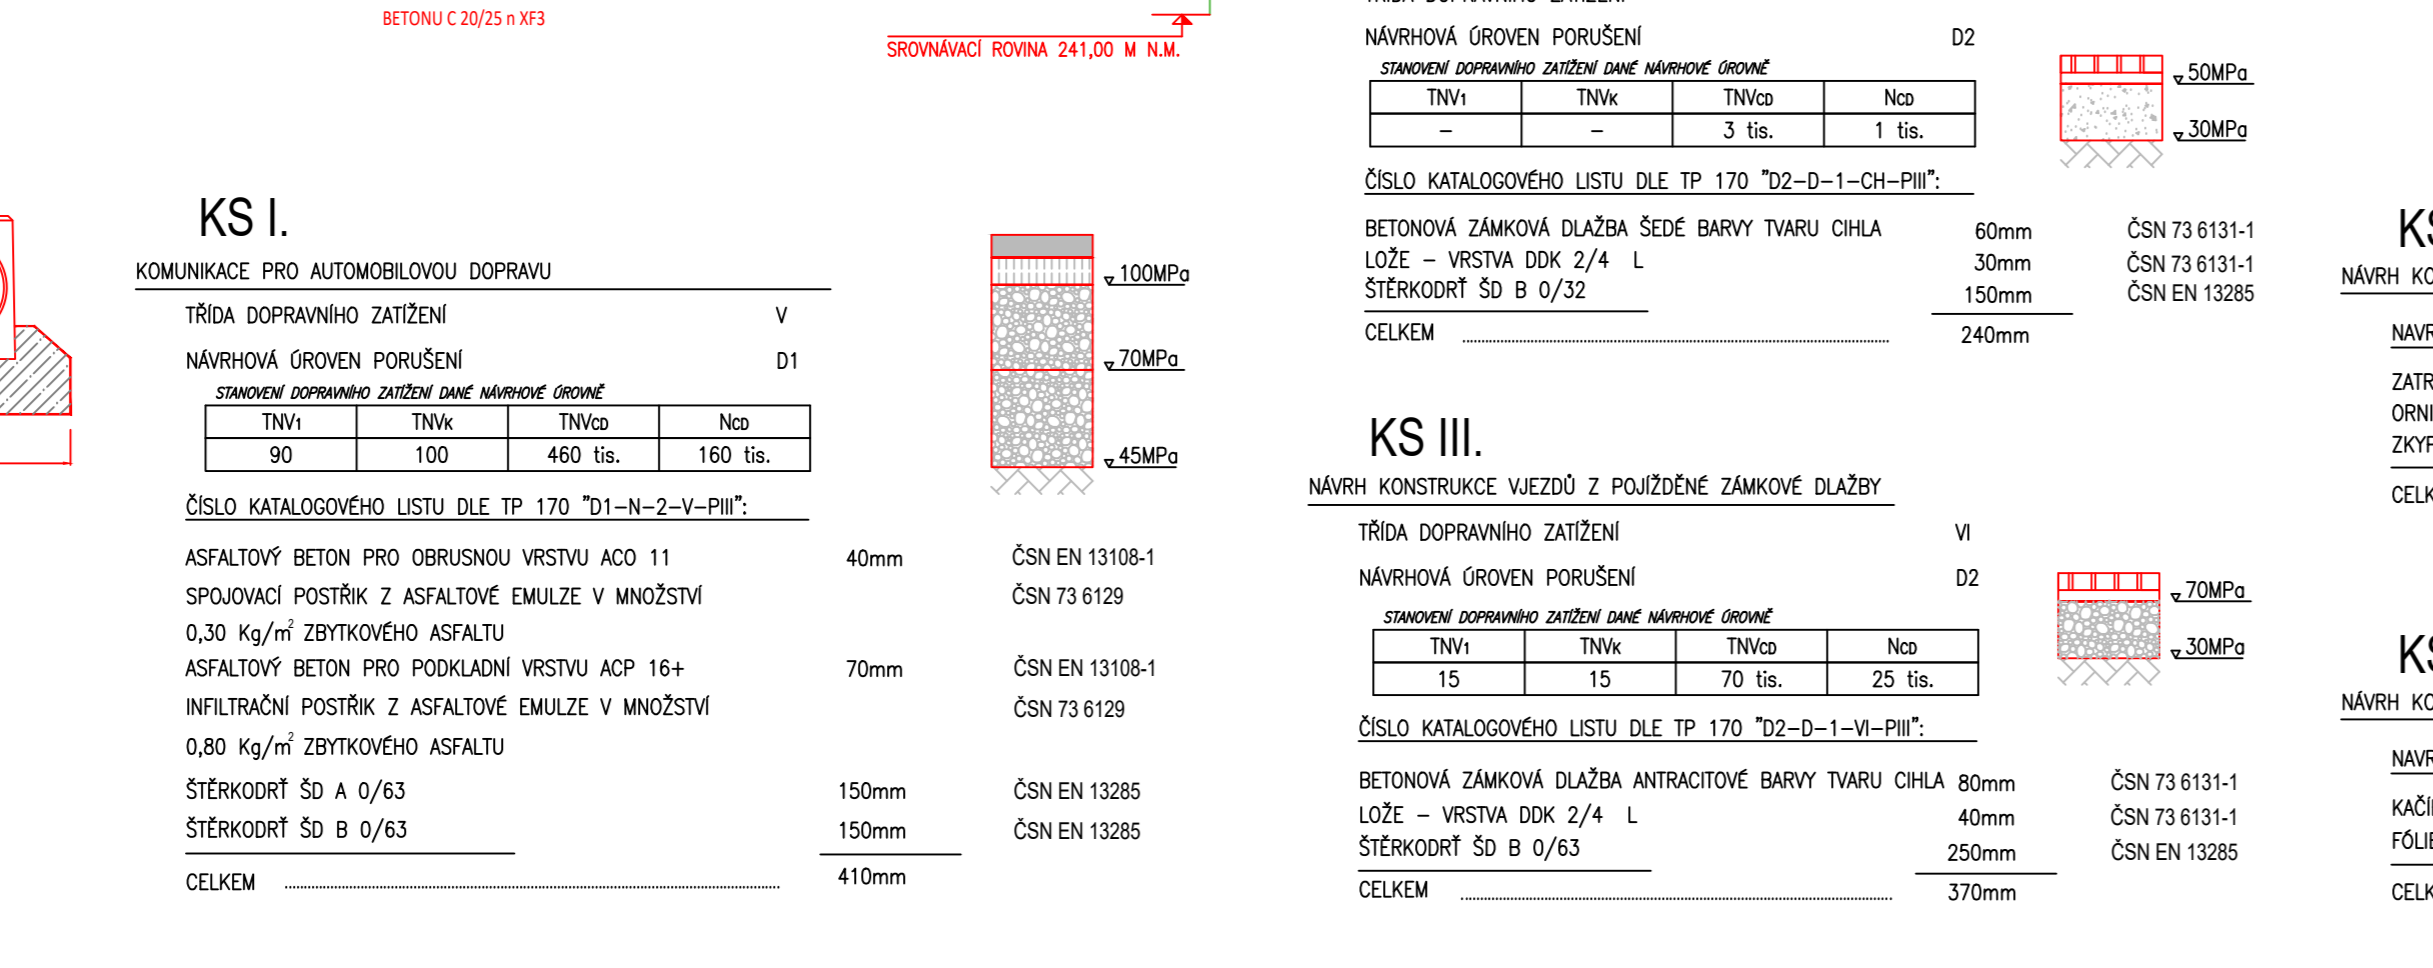 BETONU C 20/25 n XF3
SROVNÁVACÍ ROVINA 241,00 M N.M.
KS I.
KOMUNIKACE PRO AUTOMOBILOVOU DOPRAVU
TŘÍDA DOPRAVNÍHO ZATÍŽENÍ V
NÁVRHOVÁ ÚROVEN PORUŠENÍ D1
STANOVENÍ DOPRAVNÍHO ZATÍŽENÍ DANÉ NÁVRHOVÉ ÚROVNĚ
TNV1 TNVK TNVCD NCD
90 100 460 tis. 160 tis.
ČÍSLO KATALOGOVÉHO LISTU DLE TP 170 "D1-N-2-V-PIII":
100MPa
70MPa
45MPa
ASFALTOVÝ BETON PRO OBRUSNOU VRSTVU ACO 11 40mm ČSN EN 13108-1
SPOJOVACÍ POSTŘIK Z ASFALTOVÉ EMULZE V MNOŽSTVÍ ČSN 73 6129
0,30 Kg/m² ZBYTKOVÉHO ASFALTU
ASFALTOVÝ BETON PRO PODKLADNÍ VRSTVU ACP 16+ 70mm ČSN EN 13108-1
INFILTRAČNÍ POSTŘIK Z ASFALTOVÉ EMULZE V MNOŽSTVÍ ČSN 73 6129
0,80 Kg/m² ZBYTKOVÉHO ASFALTU
ŠTĚRKODRŤ ŠD A 0/63 150mm ČSN EN 13285
ŠTĚRKODRŤ ŠD B 0/63 150mm ČSN EN 13285
CELKEM 410mm
NÁVRHOVÁ ÚROVEN PORUŠENÍ D2
STANOVENÍ DOPRAVNÍHO ZATÍŽENÍ DANÉ NÁVRHOVÉ ÚROVNĚ
TNV1 TNVK TNVCD NCD
– – 3 tis. 1 tis.
50MPa
30MPa
ČÍSLO KATALOGOVÉHO LISTU DLE TP 170 "D2-D-1-CH-PIII":
BETONOVÁ ZÁMKOVÁ DLAŽBA ŠEDÉ BARVY TVARU CIHLA 60mm ČSN 73 6131-1
LOŽE – VRSTVA DDK 2/4 L 30mm ČSN 73 6131-1
ŠTĚRKODRŤ ŠD B 0/32 150mm ČSN EN 13285
CELKEM 240mm
KS III.
NÁVRH KONSTRUKCE VJEZDŮ Z POJÍŽDĚNÉ ZÁMKOVÉ DLAŽBY
TŘÍDA DOPRAVNÍHO ZATÍŽENÍ VI
NÁVRHOVÁ ÚROVEN PORUŠENÍ D2
STANOVENÍ DOPRAVNÍHO ZATÍŽENÍ DANÉ NÁVRHOVÉ ÚROVNĚ
TNV1 TNVK TNVCD NCD
15 15 70 tis. 25 tis.
70MPa
30MPa
ČÍSLO KATALOGOVÉHO LISTU DLE TP 170 "D2-D-1-VI-PIII":
BETONOVÁ ZÁMKOVÁ DLAŽBA ANTRACITOVÉ BARVY TVARU CIHLA 80mm ČSN 73 6131-1
LOŽE – VRSTVA DDK 2/4 L 40mm ČSN 73 6131-1
ŠTĚRKODRŤ ŠD B 0/63 250mm ČSN EN 13285
CELKEM 370mm
NÁVRH
NÁVRH